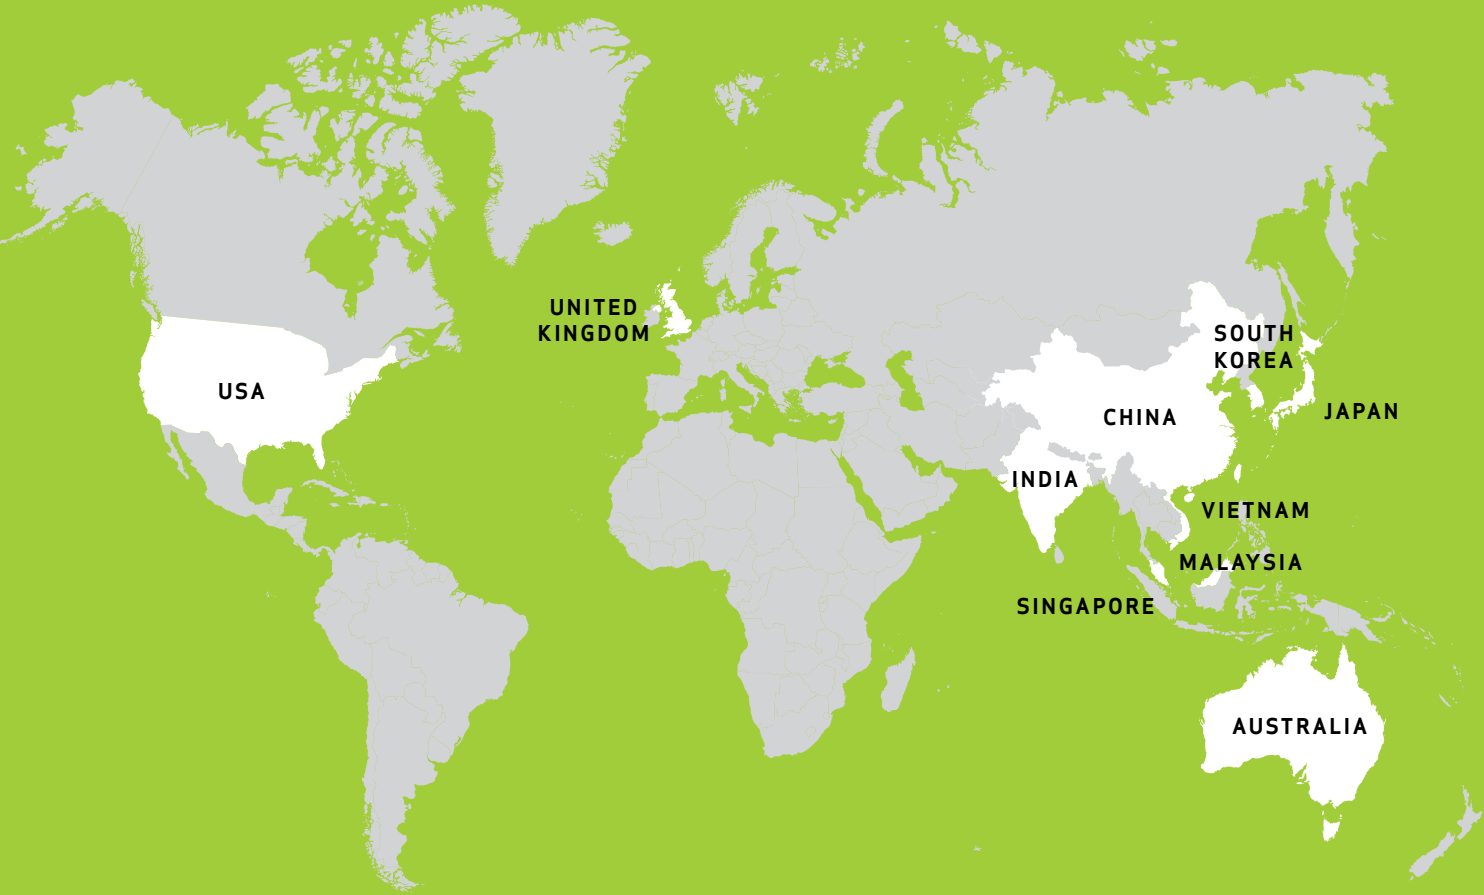 UNITED
KINGDOM
USA
SOUTH
KOREA
JAPAN
CHINA
INDIA
VIETNAM
MALAYSIA
SINGAPORE
AUSTRALIA